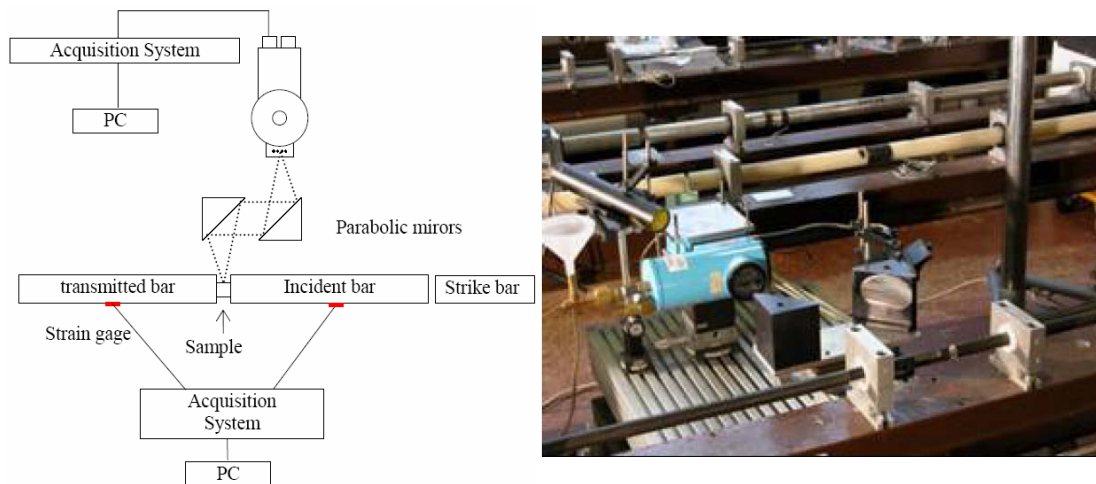 Acquisition System
PC
Parabolic mirors
transmitted bar
Incident bar
Strike bar
Strain gage
Sample
Acquisition
System
PC